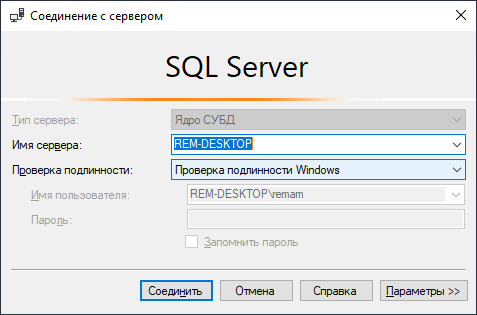 Соединение с сервером
SQL Server
Тип сервера: Ядро СУБД
Имя сервера: REM-DESKTOP
Проверка подлинности: Проверка подлинности Windows
Имя пользователя: REM-DESKTOP\remam
Пароль:
Запомнить пароль
Соединить Отмена Справка Параметры >>